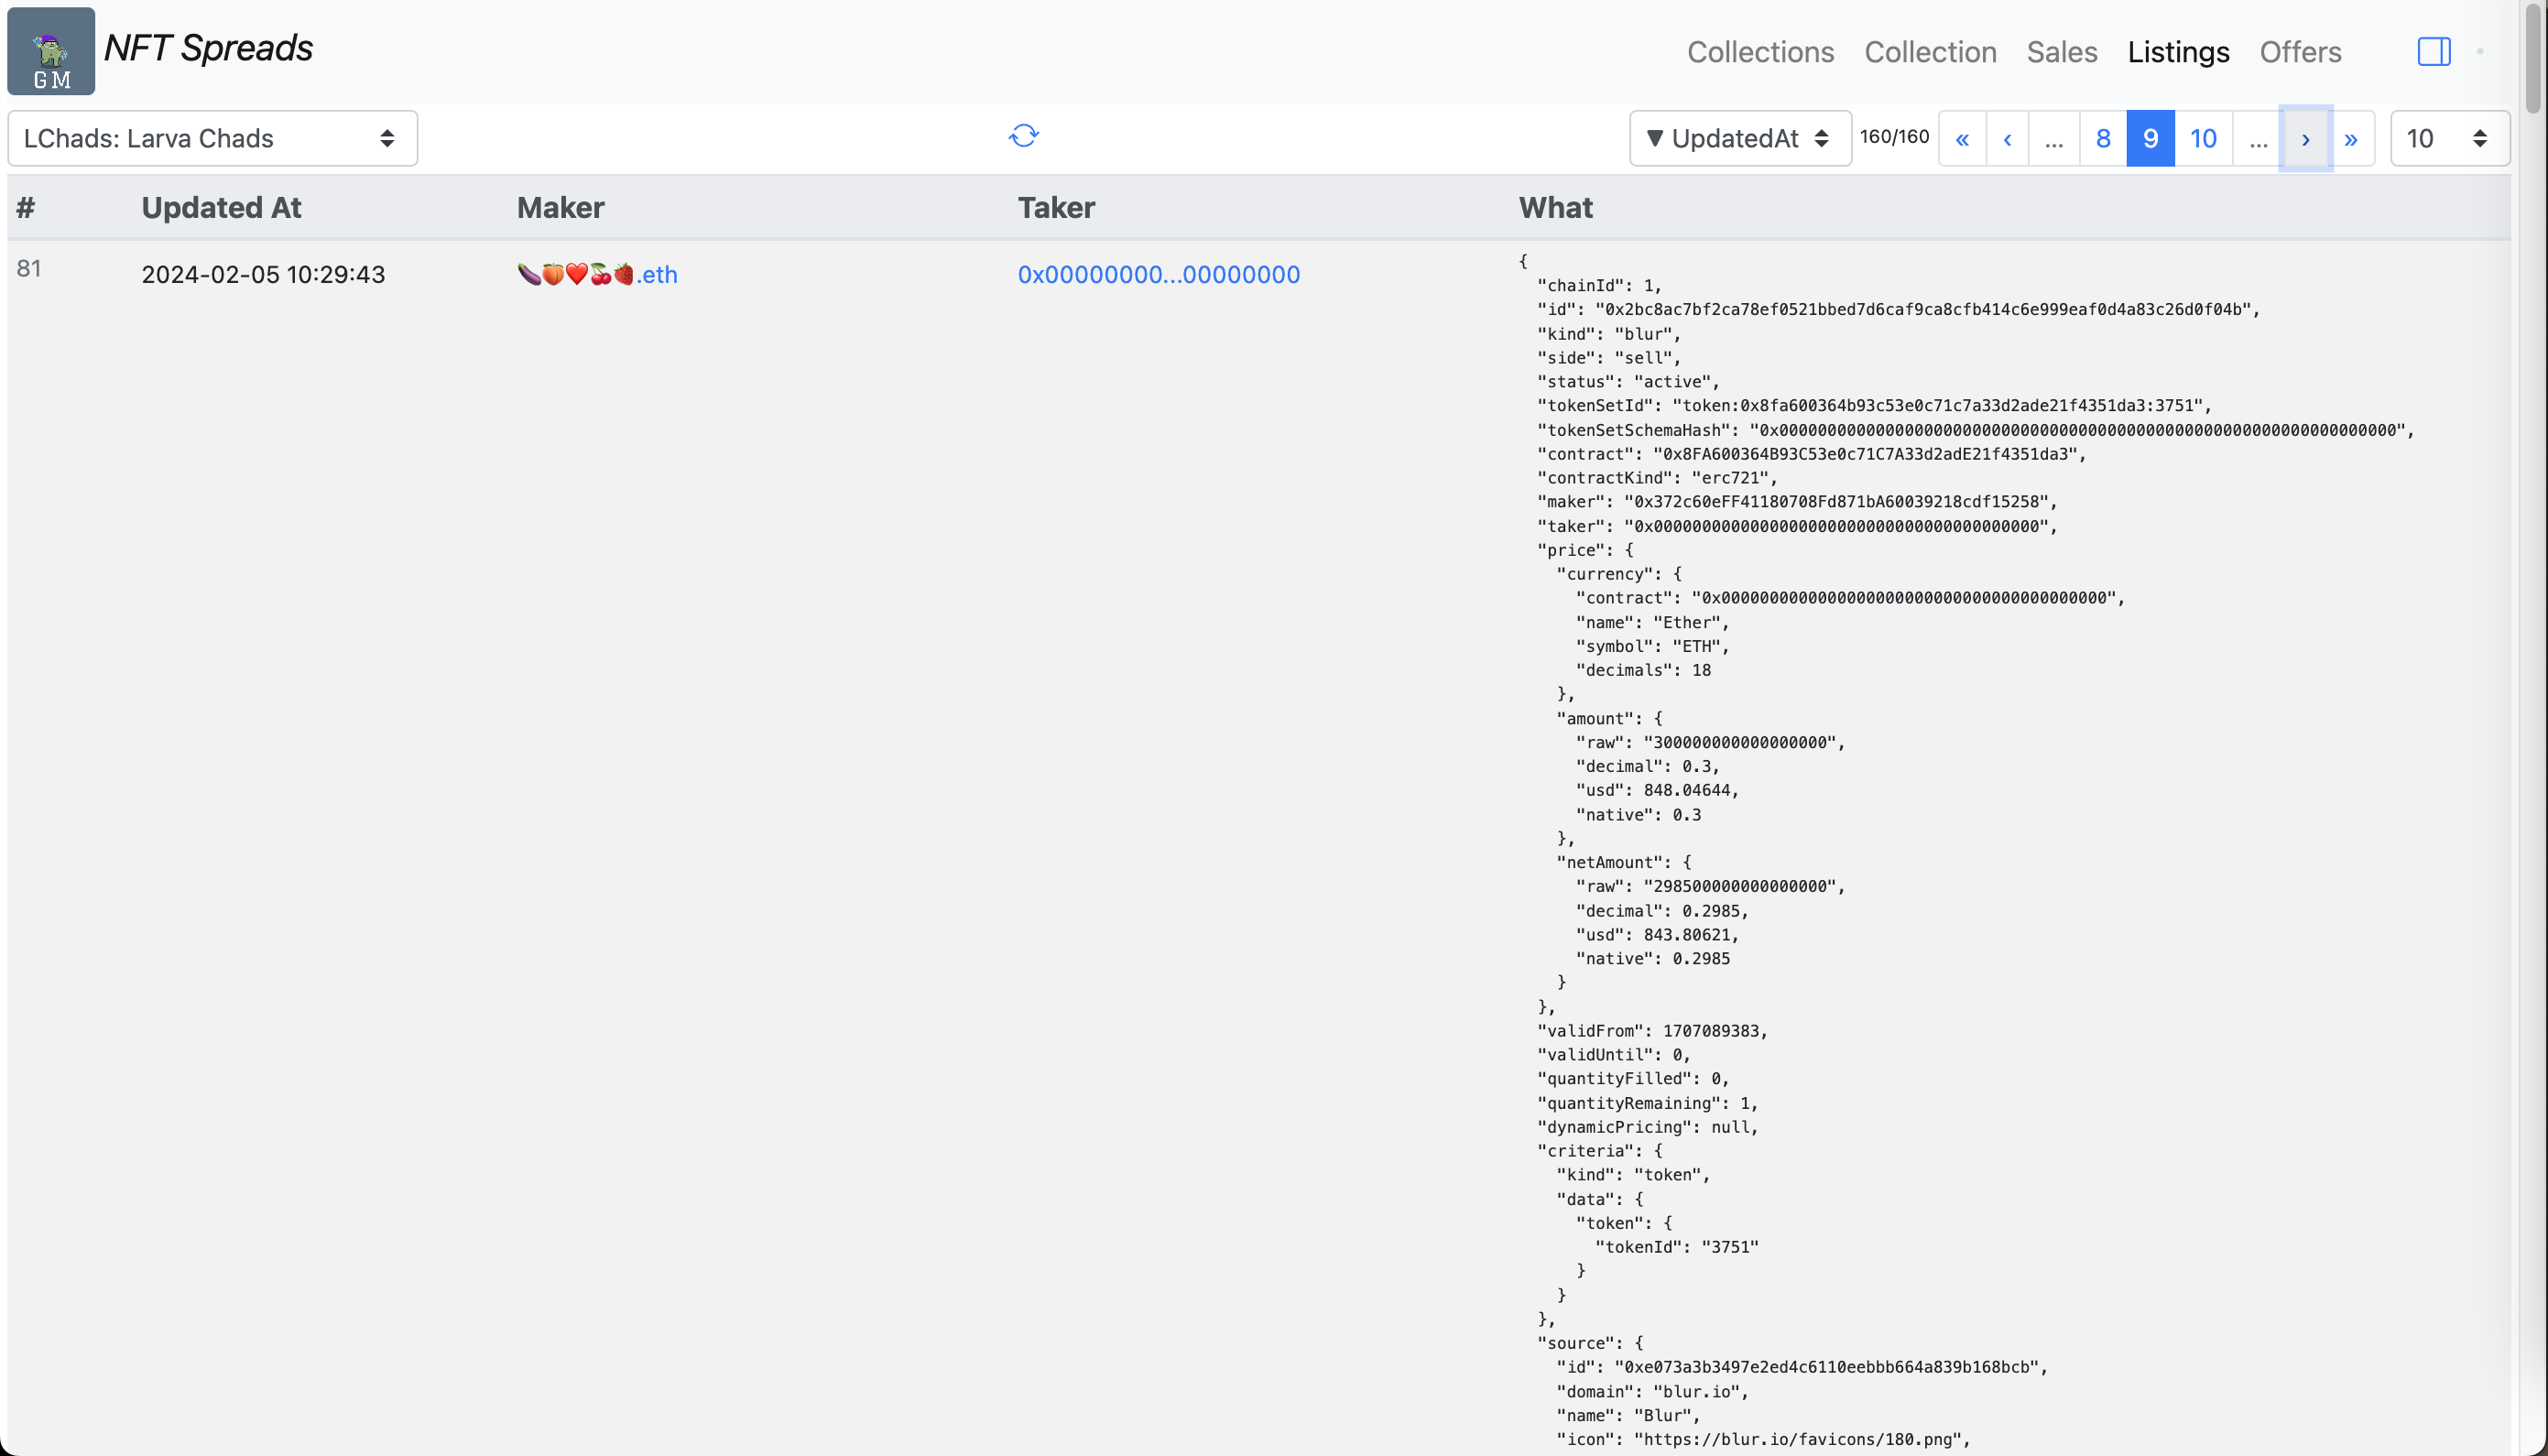 GM
NFT Spreads
Collections Collection Sales Listings Offers
LChads: Larva Chads
▼ UpdatedAt 160/160 « ‹ ... 8 9 10 ... › » 10
# Updated At Maker Taker What
81 2024-02-05 10:29:43 🍆🍑❤️🍒🍓.eth 0x00000000...00000000
{
"chainId": 1,
"id": "0x2bc8ac7bf2ca78ef0521bbed7d6caf9ca8cfb414c6e999eaf0d4a83c26d0f04b",
"kind": "blur",
"side": "sell",
"status": "active",
"tokenSetId": "token:0x8fa600364b93c53e0c71c7a33d2ade21f4351da3:3751",
"tokenSetSchemaHash": "0x0000000000000000000000000000000000000000000000000000000000000000",
"contract": "0x8FA600364B93C53e0c71C7A33d2adE21f4351da3",
"contractKind": "erc721",
"maker": "0x372c60eFF41180708Fd871bA60039218cdf15258",
"taker": "0x0000000000000000000000000000000000000000",
"price": {
"currency": {
"contract": "0x0000000000000000000000000000000000000000",
"name": "Ether",
"symbol": "ETH",
"decimals": 18
},
"amount": {
"raw": "300000000000000000",
"decimal": 0.3,
"usd": 848.04644,
"native": 0.3
},
"netAmount": {
"raw": "298500000000000000",
"decimal": 0.2985,
"usd": 843.80621,
"native": 0.2985
}
},
"validFrom": 1707089383,
"validUntil": 0,
"quantityFilled": 0,
"quantityRemaining": 1,
"dynamicPricing": null,
"criteria": {
"kind": "token",
"data": {
"token": {
"tokenId": "3751"
}
}
},
"source": {
"id": "0xe073a3b3497e2ed4c6110eebbb664a839b168bcb",
"domain": "blur.io",
"name": "Blur",
"icon": "https://blur.io/favicons/180.png",